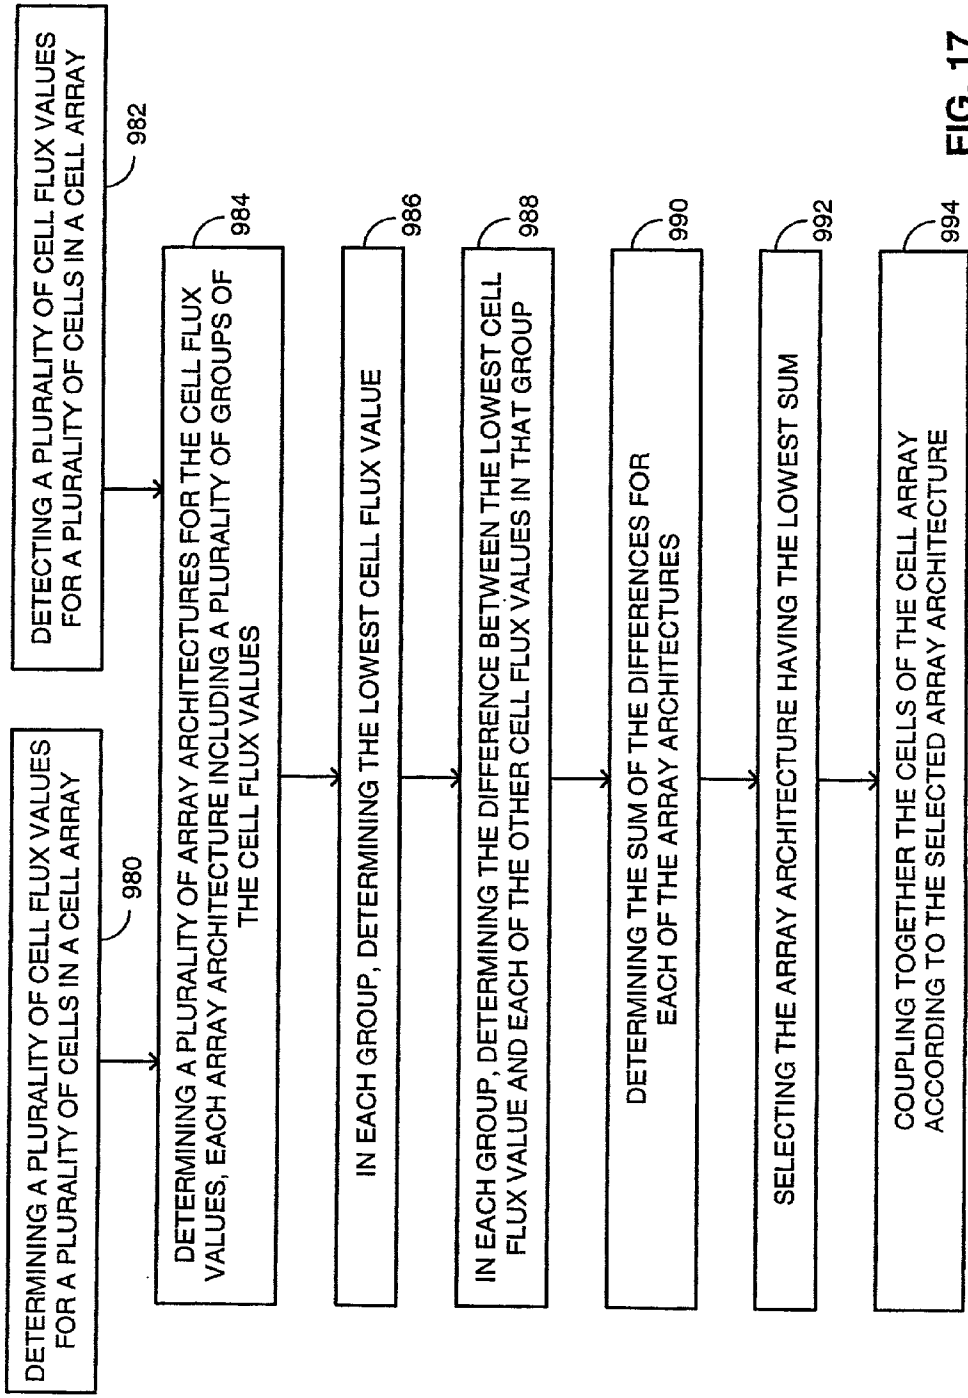 DETERMINING A PLURALITY OF CELL FLUX VALUES
FOR A PLURALITY OF CELLS IN A CELL ARRAY
980
DETECTING A PLURALITY OF CELL FLUX VALUES
FOR A PLURALITY OF CELLS IN A CELL ARRAY
982
DETERMINING A PLURALITY OF ARRAY ARCHITECTURES FOR THE CELL FLUX
VALUES, EACH ARRAY ARCHITECTURE INCLUDING A PLURALITY OF GROUPS OF
THE CELL FLUX VALUES
984
IN EACH GROUP, DETERMINING THE LOWEST CELL FLUX VALUE
986
IN EACH GROUP, DETERMINING THE DIFFERENCE BETWEEN THE LOWEST CELL
FLUX VALUE AND EACH OF THE OTHER CELL FLUX VALUES IN THAT GROUP
988
DETERMINING THE SUM OF THE DIFFERENCES FOR
EACH OF THE ARRAY ARCHITECTURES
990
SELECTING THE ARRAY ARCHITECTURE HAVING THE LOWEST SUM
992
COUPLING TOGETHER THE CELLS OF THE CELL ARRAY
ACCORDING TO THE SELECTED ARRAY ARCHITECTURE
994
FIG. 17